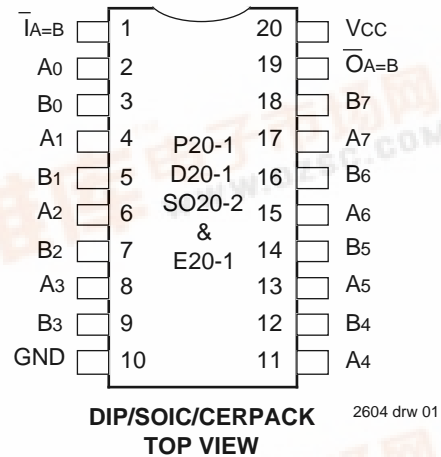 I̅A=B 1 20 VCC
A0 2 19 O̅A=B
B0 3 18 B7
A1 4 17 A7
P20-1
B1 5 16 B6
D20-1
A2 6 15 A6
SO20-2
B2 7 14 B5
&
A3 8 13 A5
E20-1
B3 9 12 B4
GND 10 11 A4
DIP/SOIC/CERPACK
TOP VIEW
2604 drw 01